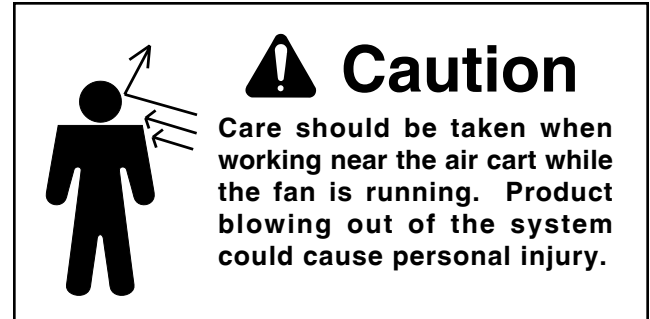 Caution
Care should be taken when
working near the air cart while
the fan is running. Product
blowing out of the system
could cause personal injury.